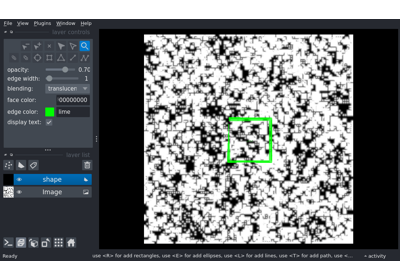 File View Plugins Window Help
layer controls
opacity: 0.70
edge width: 1
blending: translucen
face color: 00000000
edge color: lime
display text:
layer list
shape
Image
Ready use <R> for add rectangles, use <E> for add ellipses, use <L> for add lines, use <T> for add path, use <... activity